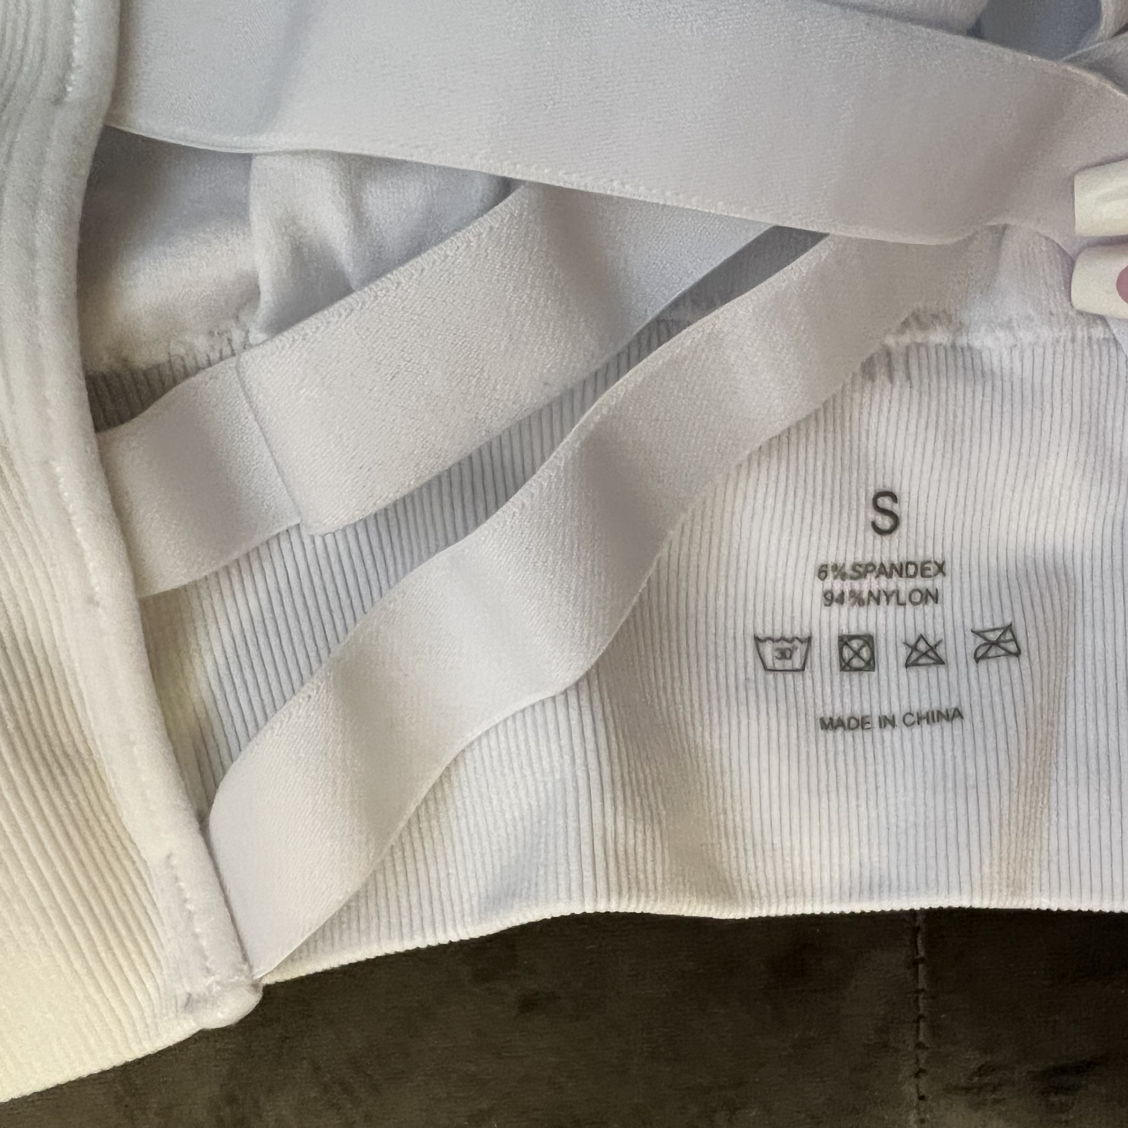 S
6%SPANDEX
94%NYLON
30°
MADE IN CHINA